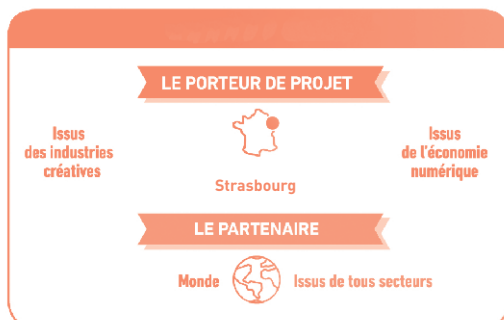 LE PORTEUR DE PROJET
Issus
des industries
créatives
Issus
de l'économie
numérique
Strasbourg
LE PARTENAIRE
Monde
Issus de tous secteurs